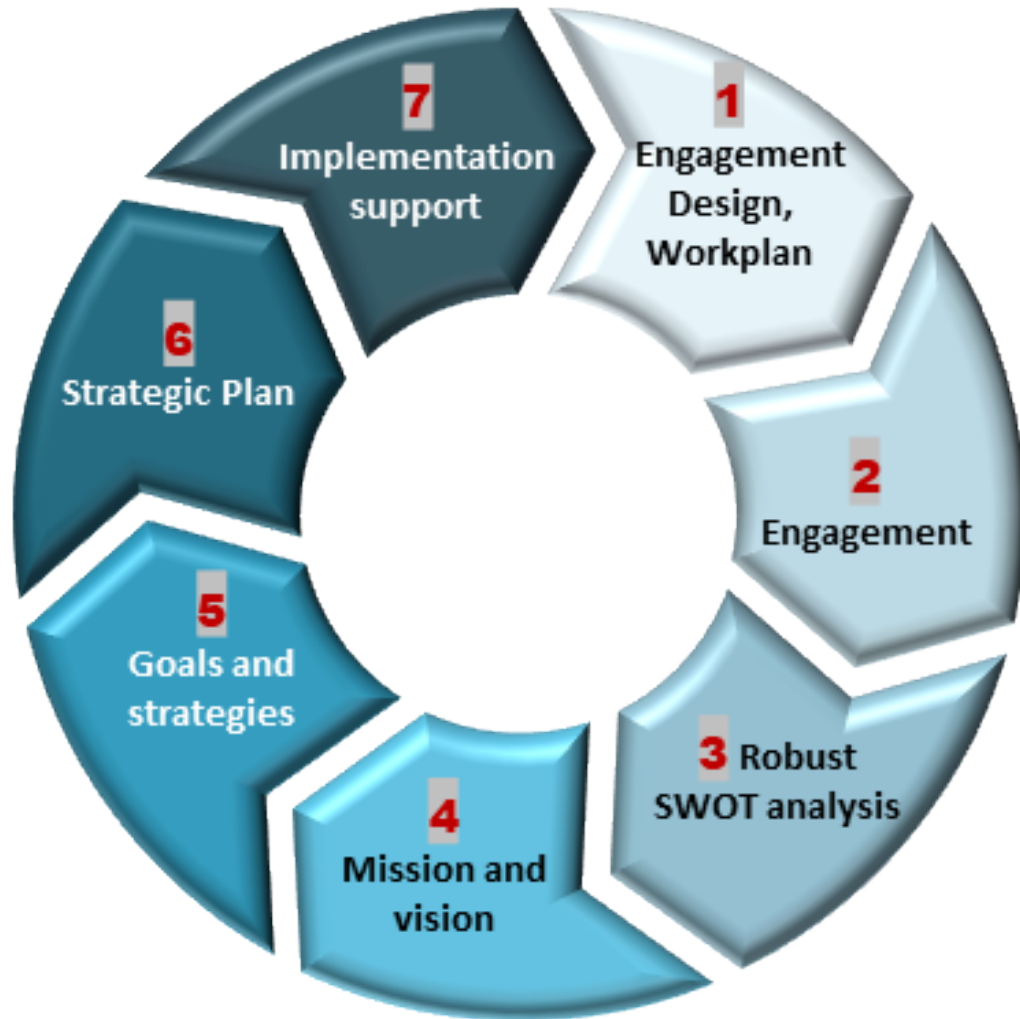 1
Engagement
Design,
Workplan
2
Engagement
3 Robust
SWOT analysis
4
Mission and
vision
5
Goals and
strategies
6
Strategic Plan
7
Implementation
support